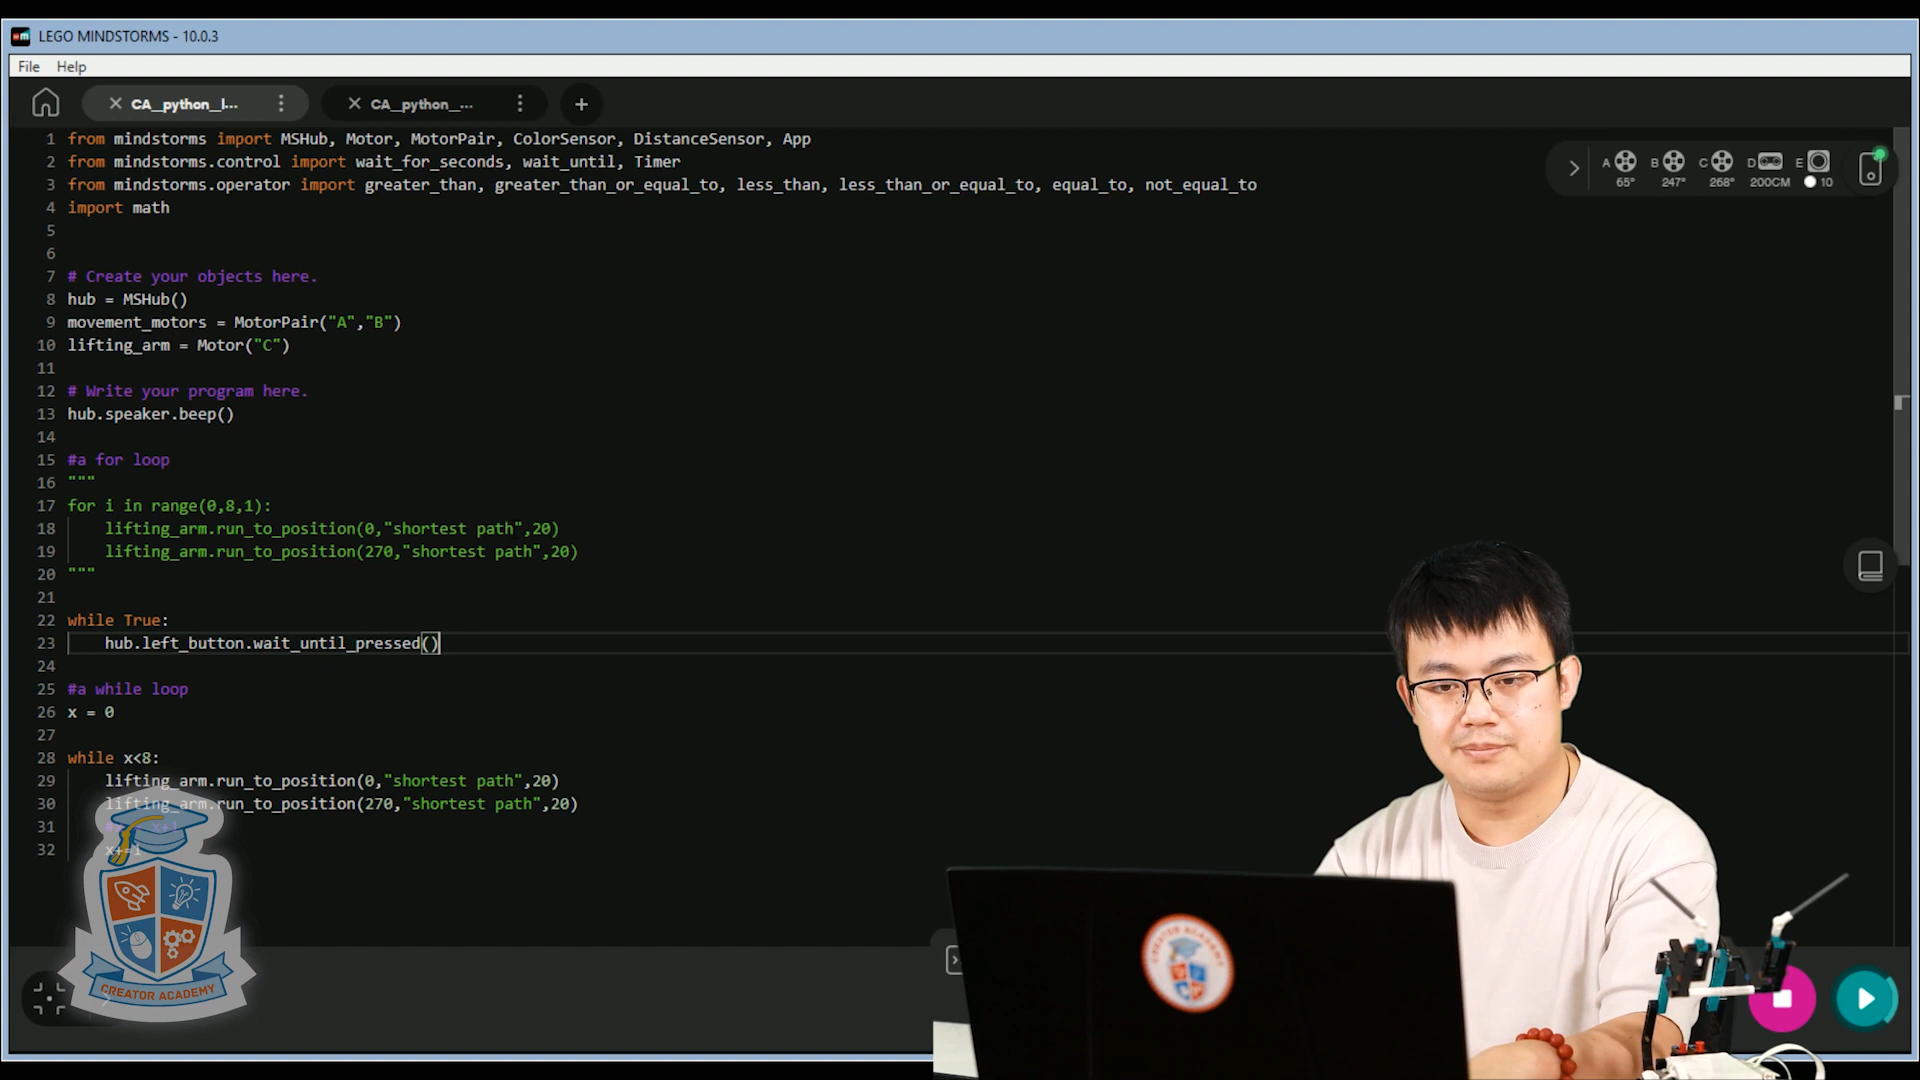 LEGO MINDSTORMS - 10.0.3
File Help
CA_python_l... CA_python_... +
1 from mindstorms import MSHub, Motor, MotorPair, ColorSensor, DistanceSensor, App
2 from mindstorms.control import wait_for_seconds, wait_until, Timer
3 from mindstorms.operator import greater_than, greater_than_or_equal_to, less_than, less_than_or_equal_to, equal_to, not_equal_to
4 import math
5
6
7 # Create your objects here.
8 hub = MSHub()
9 movement_motors = MotorPair("A","B")
10 lifting_arm = Motor("C")
11
12 # Write your program here.
13 hub.speaker.beep()
14
15 #a for loop
16 """
17 for i in range(0,8,1):
18 lifting_arm.run_to_position(0,"shortest path",20)
19 lifting_arm.run_to_position(270,"shortest path",20)
20 """
21
22 while True:
23 hub.left_button.wait_until_pressed()
24
25 #a while loop
26 x = 0
27
28 while x<8:
29 lifting_arm.run_to_position(0,"shortest path",20)
30 lifting_arm.run_to_position(270,"shortest path",20)
31
32 x+=1
A B C D E
65° 247° 268° 200CM 10
CREATOR ACADEMY
CREATOR ACADEMY